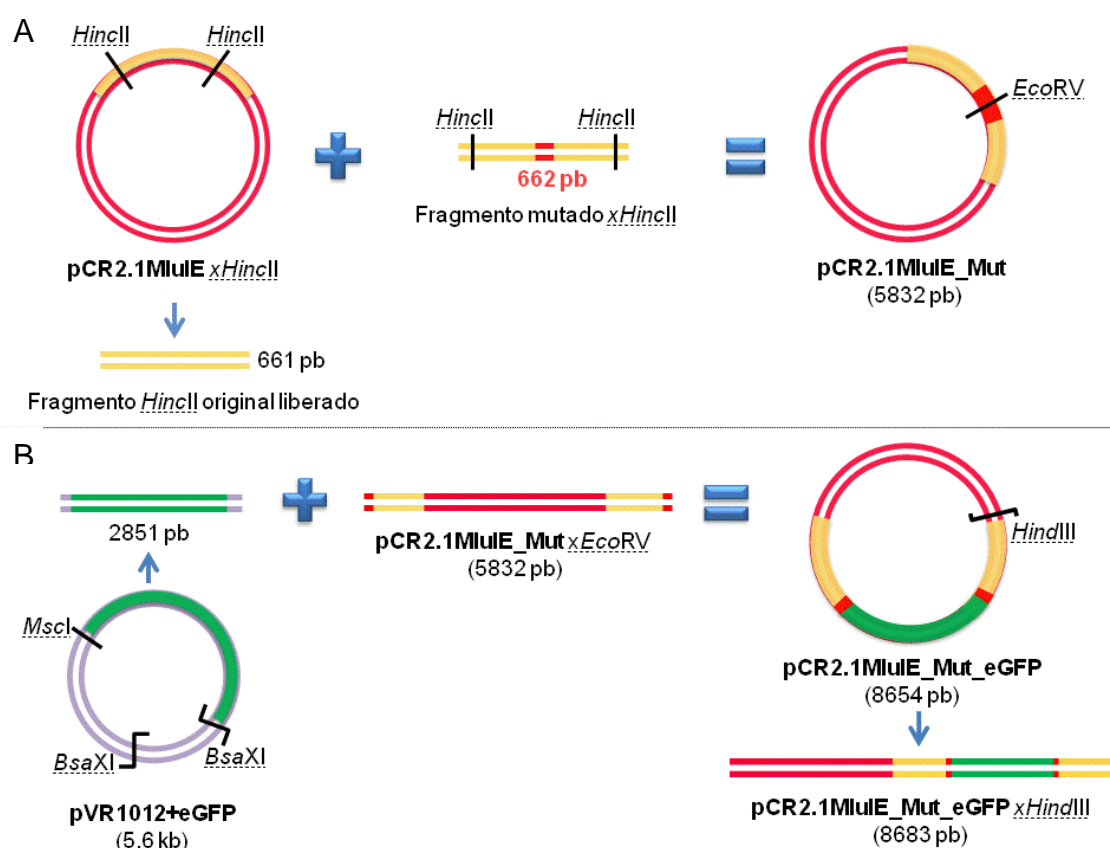 A
HincII
HincII
HincII
HincII
EcoRV
662 pb
Fragmento mutado xHincII
pCR2.1MluIE xHincII
pCR2.1MluIE_Mut
(5832 pb)
661 pb
Fragmento HincII original liberado
B
2851 pb
pCR2.1MluIE_Mut xEcoRV
(5832 pb)
HindIII
MscI
BsaXI
BsaXI
pVR1012+eGFP
(5,6 kb)
pCR2.1MluIE_Mut_eGFP
(8654 pb)
pCR2.1MluIE_Mut_eGFP xHindIII
(8683 pb)